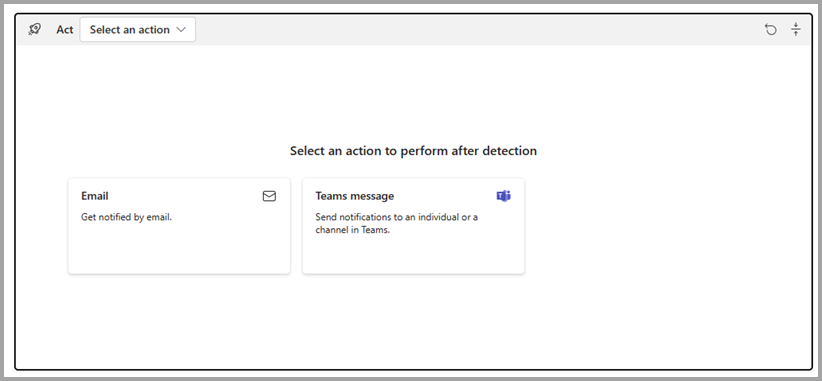 Act Select an action
Select an action to perform after detection
Email
Get notified by email.
Teams message
Send notifications to an individual or a
channel in Teams.